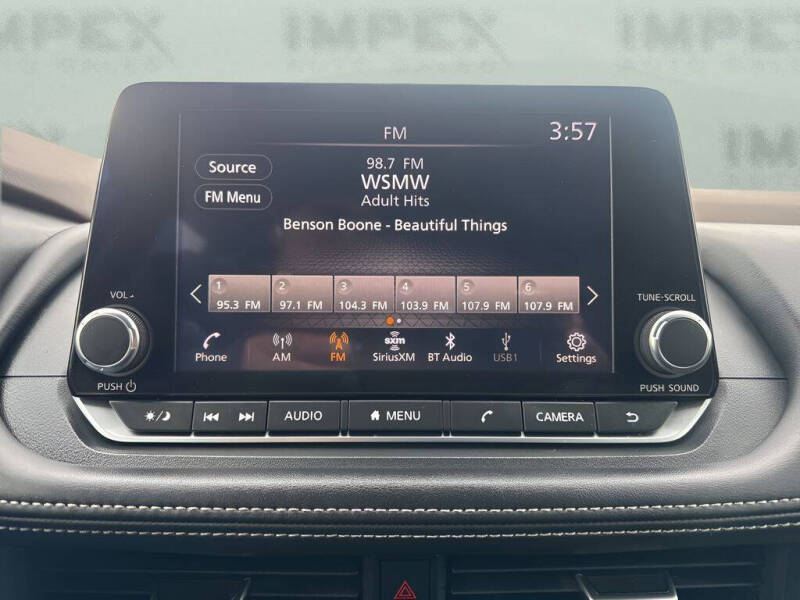 IMPEX IMPEX IMPEX
IMPEX
FM
3:57
Source
98.7 FM
WSMW
FM Menu
Adult Hits
Benson Boone - Beautiful Things
1 2 3 4 5 6
95.3 FM 97.1 FM 104.3 FM 103.9 FM 107.9 FM 107.9 FM
sxm
Phone AM FM SiriusXM BT Audio USB1 Settings
VOL
PUSH
TUNE-SCROLL
PUSH SOUND
AUDIO MENU CAMERA